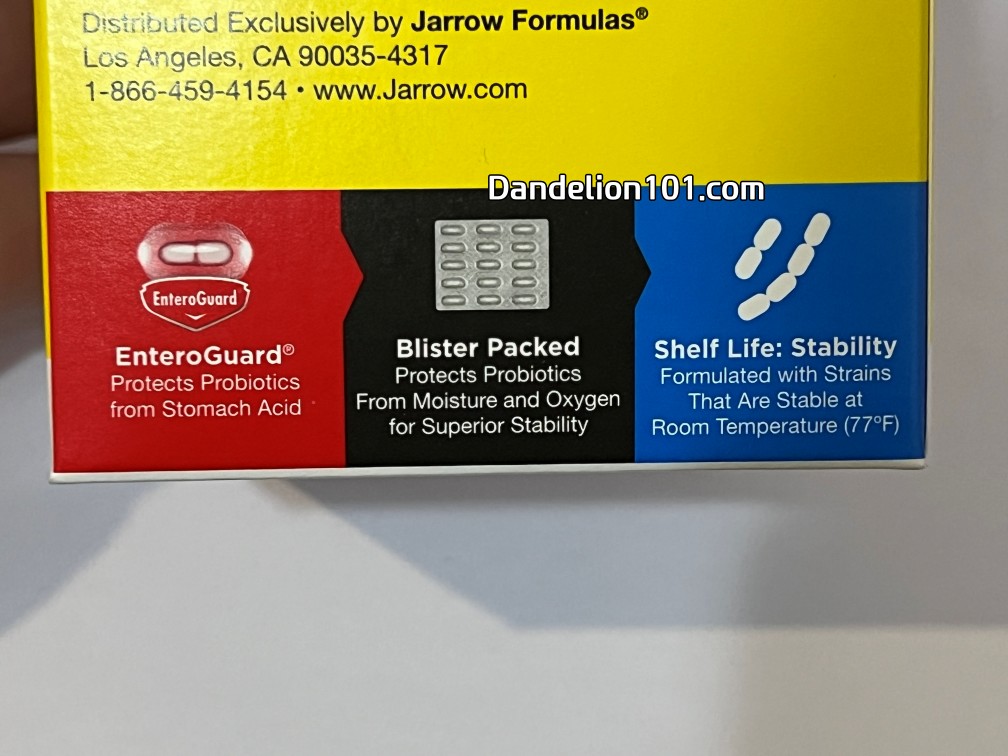 Distributed Exclusively by Jarrow Formulas®
Los Angeles, CA 90035-4317
1-866-459-4154 • www.Jarrow.com
Dandelion101.com
EnteroGuard
EnteroGuard®
Protects Probiotics
from Stomach Acid
Blister Packed
Protects Probiotics
From Moisture and Oxygen
for Superior Stability
Shelf Life: Stability
Formulated with Strains
That Are Stable at
Room Temperature (77ºF)